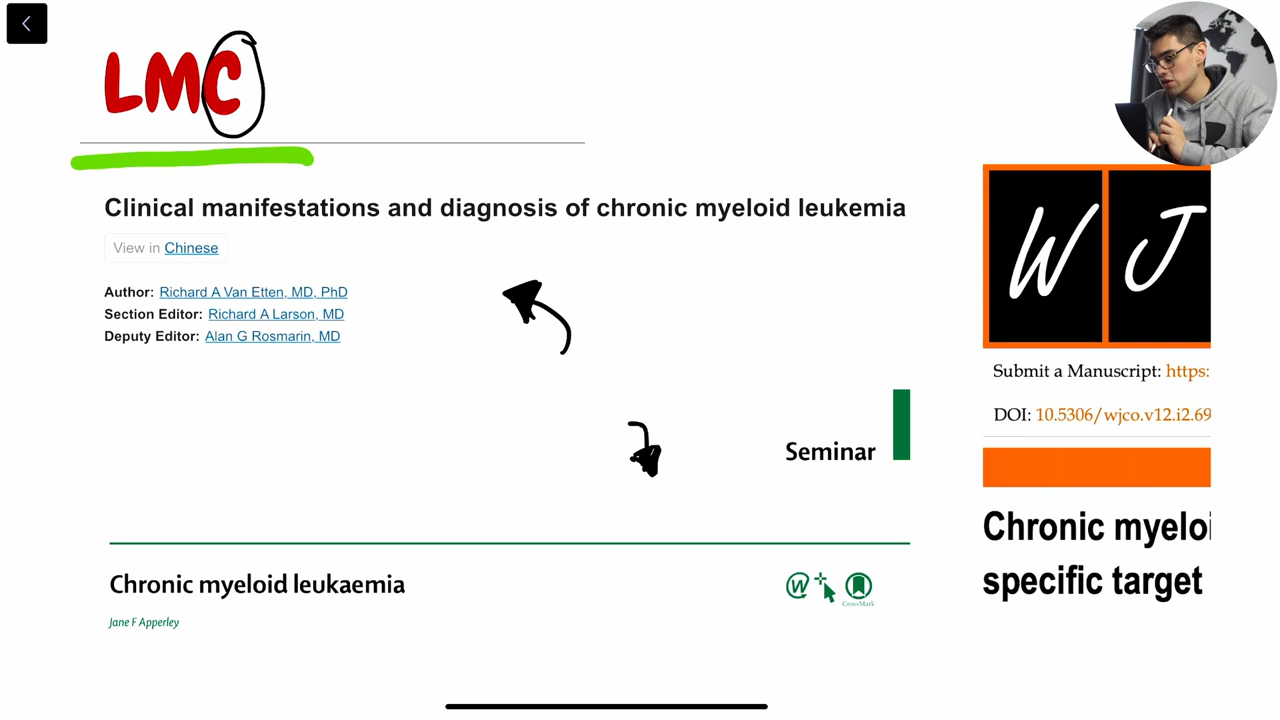 LMC
Clinical manifestations and diagnosis of chronic myeloid leukemia
View in Chinese
Author: Richard A Van Etten, MD, PhD
Section Editor: Richard A Larson, MD
Deputy Editor: Alan G Rosmarin, MD
Seminar
Chronic myeloid leukaemia
W
CrossMark
Jane F Apperley
W J
Submit a Manuscript: https:
DOI: 10.5306/wjco.v12.i2.69
Chronic myeloi
specific target